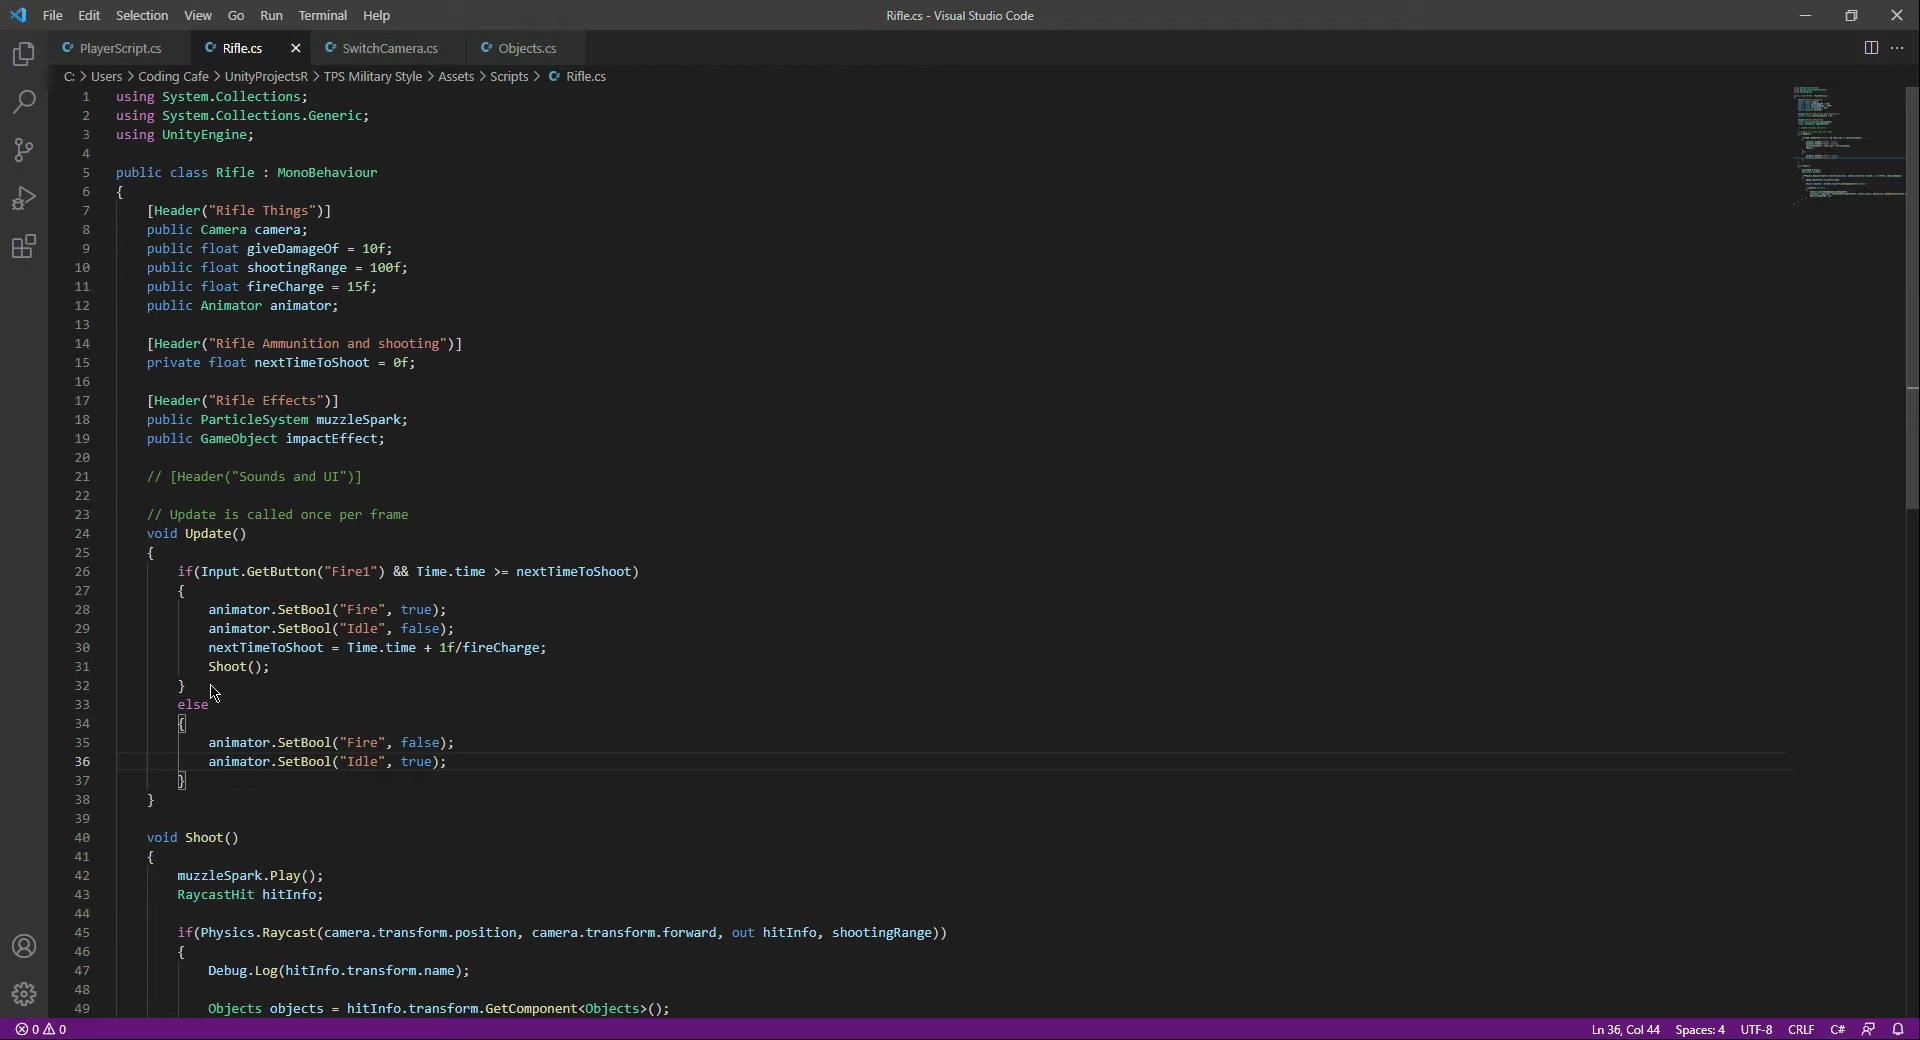 File Edit Selection View Go Run Terminal Help
Rifle.cs - Visual Studio Code
PlayerScript.cs Rifle.cs SwitchCamera.cs Objects.cs
C: > Users > Coding Cafe > UnityProjectsR > TPS Military Style > Assets > Scripts > Rifle.cs
1 using System.Collections;
2 using System.Collections.Generic;
3 using UnityEngine;
4
5 public class Rifle : MonoBehaviour
6 {
7 [Header("Rifle Things")]
8 public Camera camera;
9 public float giveDamageOf = 10f;
10 public float shootingRange = 100f;
11 public float fireCharge = 15f;
12 public Animator animator;
13
14 [Header("Rifle Ammunition and shooting")]
15 private float nextTimeToShoot = 0f;
16
17 [Header("Rifle Effects")]
18 public ParticleSystem muzzleSpark;
19 public GameObject impactEffect;
20
21 // [Header("Sounds and UI")]
22
23 // Update is called once per frame
24 void Update()
25 {
26 if(Input.GetButton("Fire1") && Time.time >= nextTimeToShoot)
27 {
28 animator.SetBool("Fire", true);
29 animator.SetBool("Idle", false);
30 nextTimeToShoot = Time.time + 1f/fireCharge;
31 Shoot();
32 }
33 else
34 {
35 animator.SetBool("Fire", false);
36 animator.SetBool("Idle", true);
37 }
38 }
39
40 void Shoot()
41 {
42 muzzleSpark.Play();
43 RaycastHit hitInfo;
44
45 if(Physics.Raycast(camera.transform.position, camera.transform.forward, out hitInfo, shootingRange))
46 {
47 Debug.Log(hitInfo.transform.name);
48
49 Objects objects = hitInfo.transform.GetComponent<Objects>();
0 0 Ln 36, Col 44 Spaces: 4 UTF-8 CRLF C#